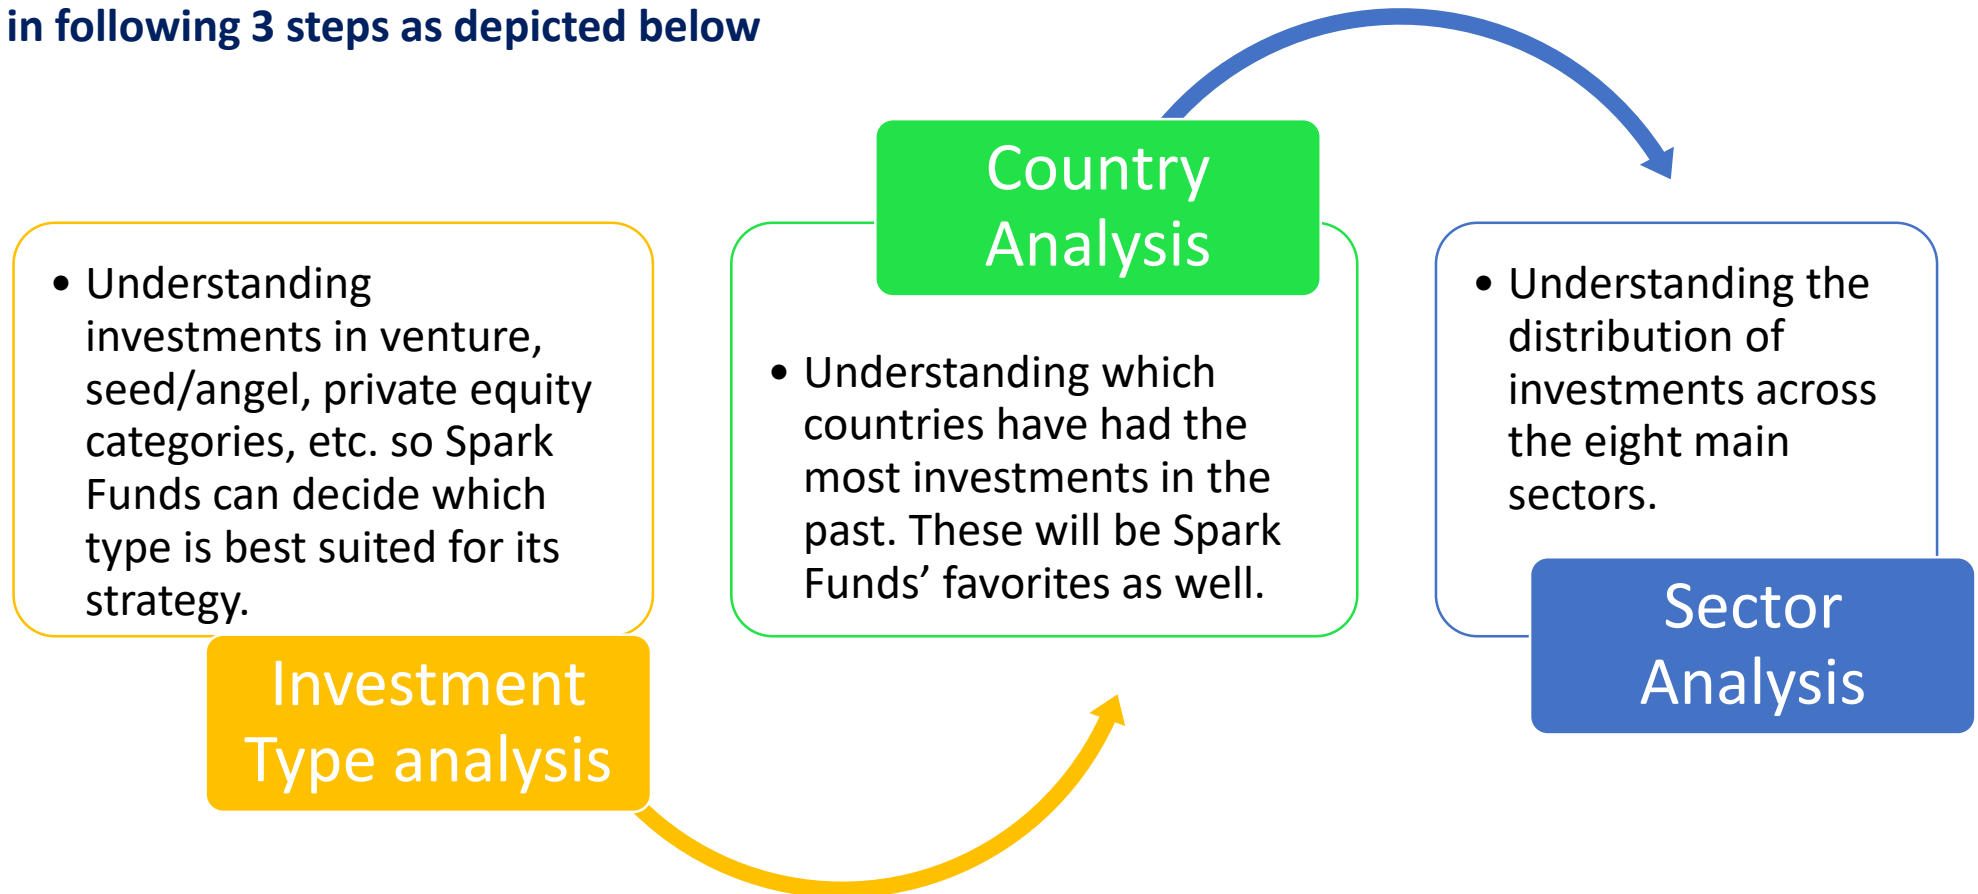 in following 3 steps as depicted below
• Understanding
investments in venture,
seed/angel, private equity
categories, etc. so Spark
Funds can decide which
type is best suited for its
strategy.
Investment
Type analysis
Country
Analysis
• Understanding which
countries have had the
most investments in the
past. These will be Spark
Funds’ favorites as well.
• Understanding the
distribution of
investments across
the eight main
sectors.
Sector
Analysis